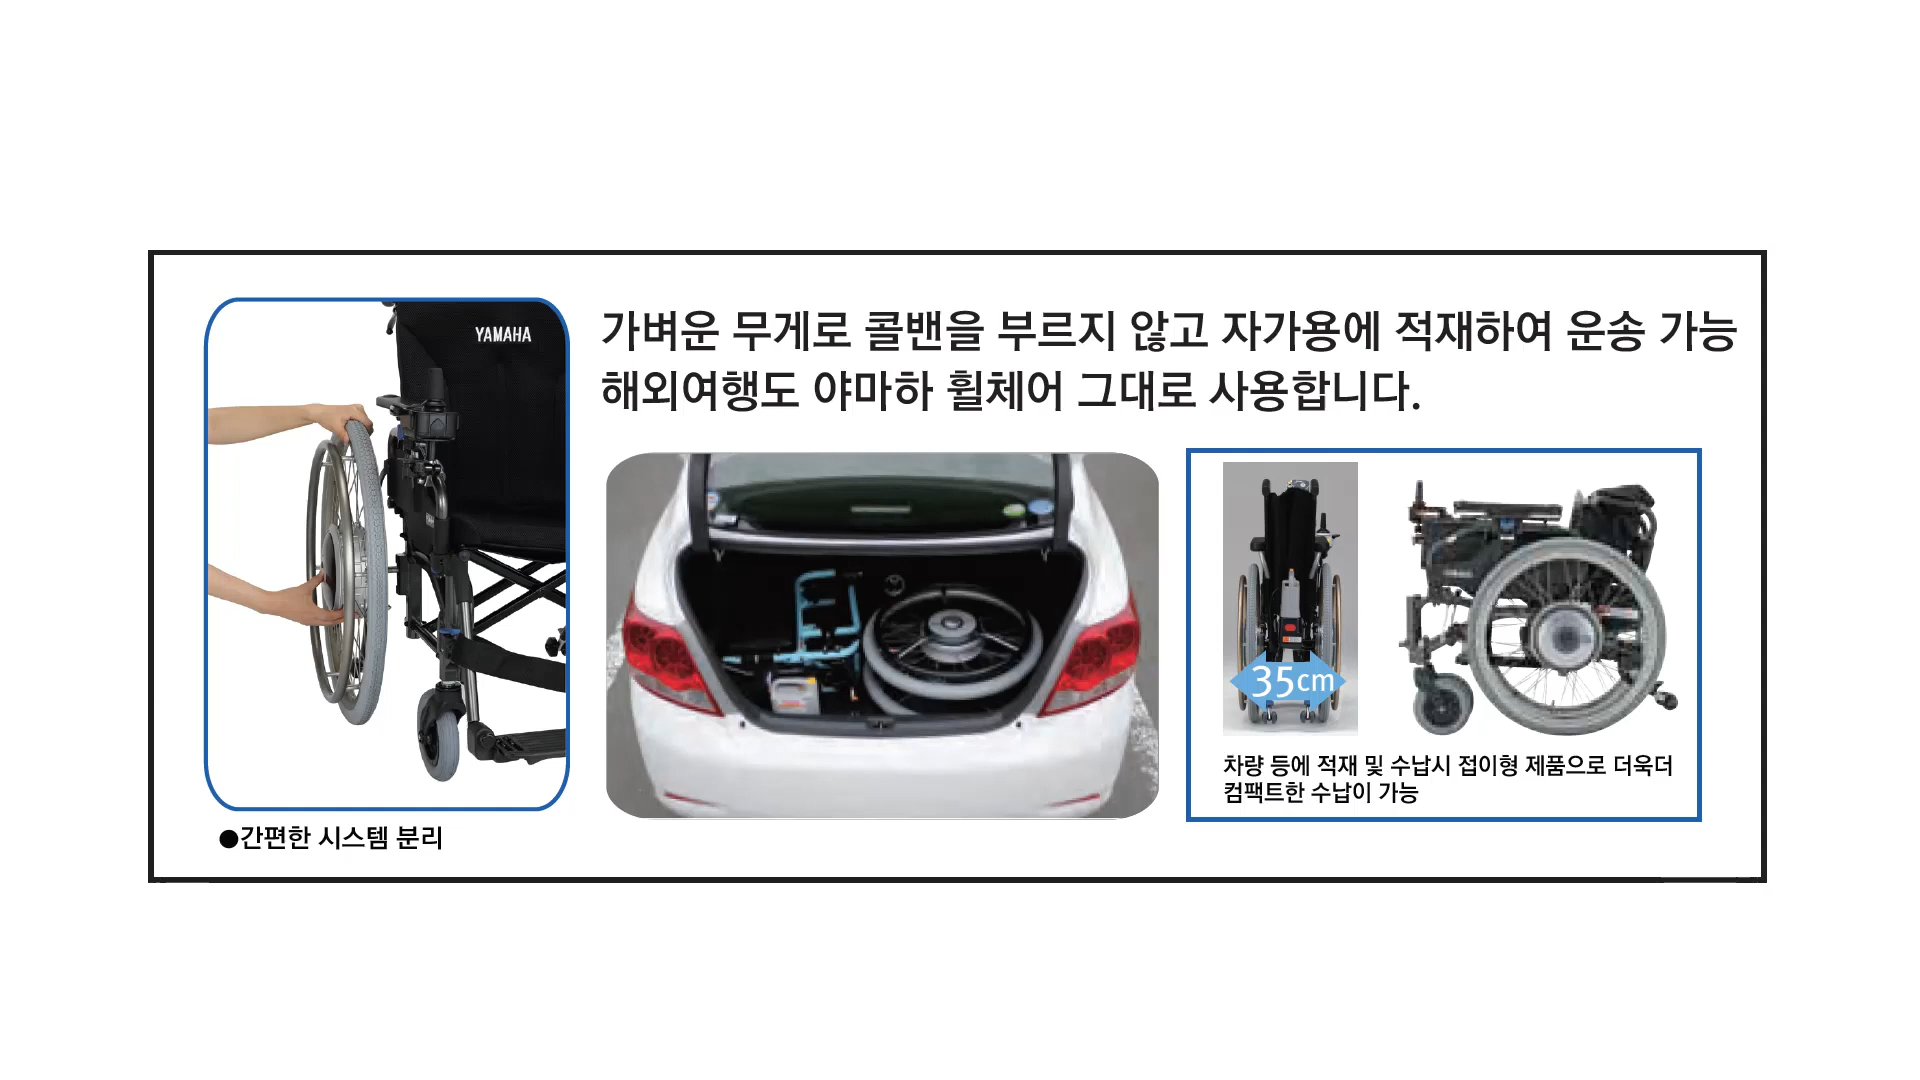 가벼운 무게로 콜밴을 부르지 않고 자가용에 적재하여 운송 가능
해외여행도 야마하 휠체어 그대로 사용합니다.
YAMAHA
35cm
차량 등에 적재 및 수납시 접이형 제품으로 더욱더
컴팩트한 수납이 가능
●간편한 시스템 분리